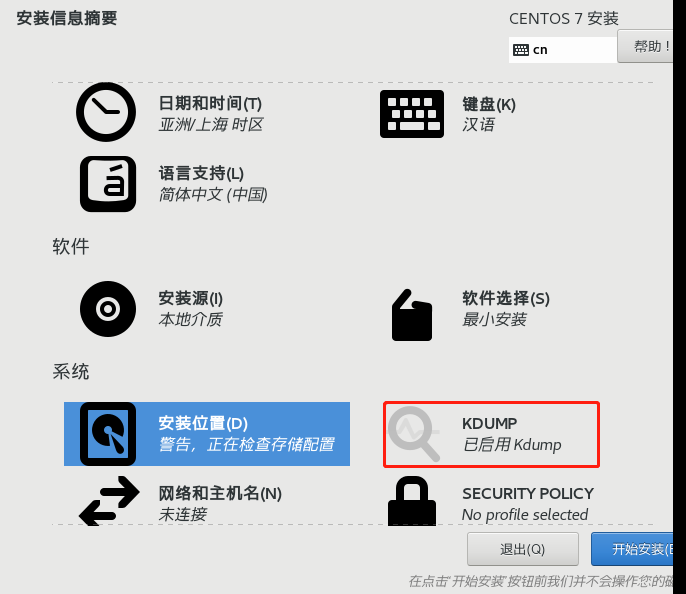 安装信息摘要
CENTOS 7 安装
cn
帮助！
日期和时间(T)
亚洲/上海 时区
键盘(K)
汉语
语言支持(L)
简体中文 (中国)
软件
安装源(I)
本地介质
软件选择(S)
最小安装
系统
安装位置(D)
警告，正在检查存储配置
KDUMP
已启用 Kdump
网络和主机名(N)
未连接
SECURITY POLICY
No profile selected
退出(Q)
开始安装(
在点击"开始安装"按钮前我们并不会操作您的